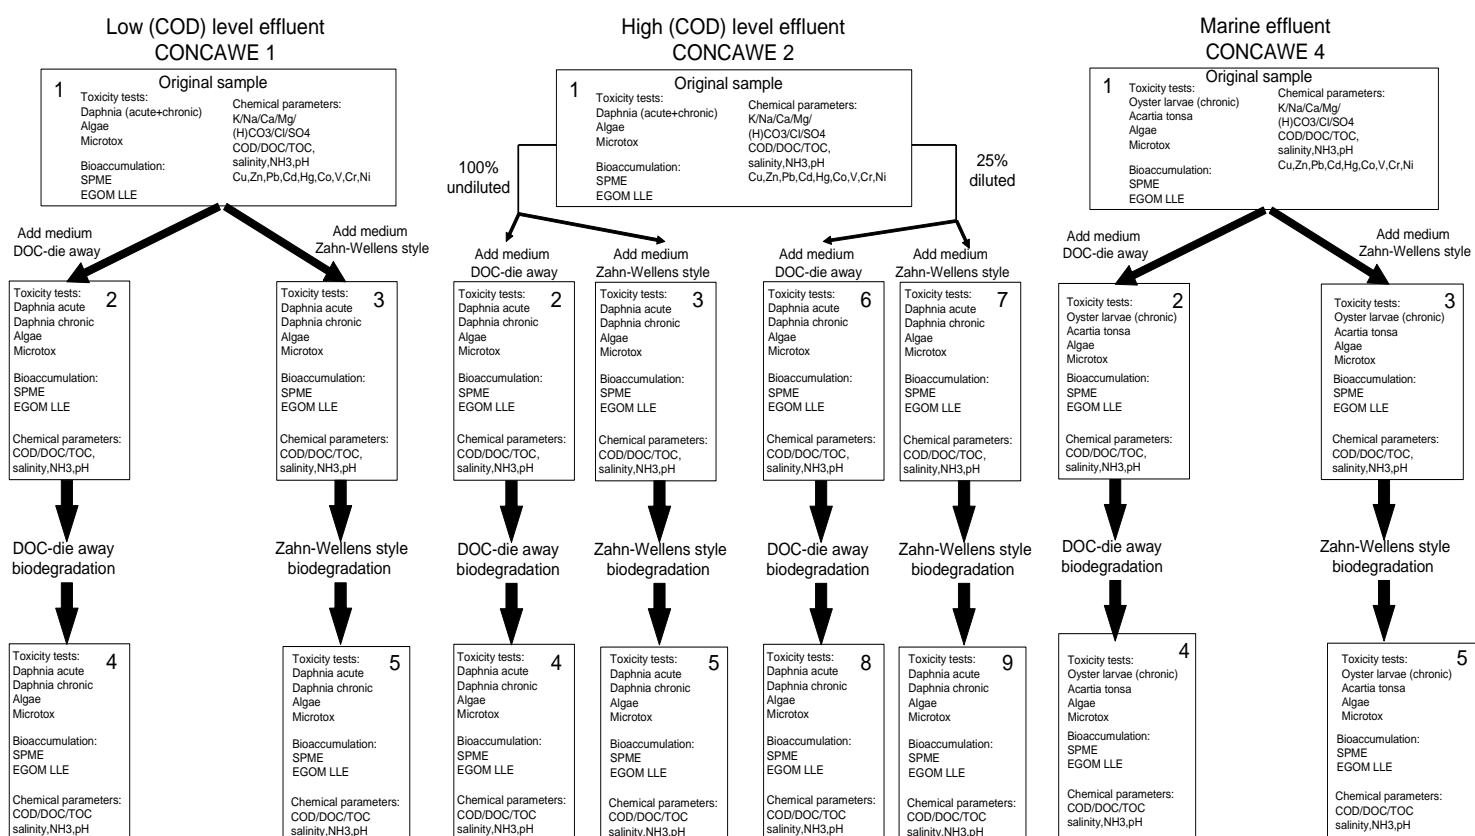 Low (COD) level effluent
CONCAWE 1
1
Original sample
Toxicity tests:
Daphnia (acute+chronic)
Algae
Microtox
Bioaccumulation:
SPME
EGOM LLE
Chemical parameters:
K/Na/Ca/Mg/
(H)CO3/Cl/SO4
COD/DOC/TOC,
salinity,NH3,pH
Cu,Zn,Pb,Cd,Hg,Co,V,Cr,Ni
Add medium
DOC-die away
Add medium
Zahn-Wellens style
2
Toxicity tests:
Daphnia acute
Daphnia chronic
Algae
Microtox
Bioaccumulation:
SPME
EGOM LLE
Chemical parameters:
COD/DOC/TOC,
salinity,NH3,pH
3
Toxicity tests:
Daphnia acute
Daphnia chronic
Algae
Microtox
Bioaccumulation:
SPME
EGOM LLE
Chemical parameters:
COD/DOC/TOC,
salinity,NH3,pH
DOC-die away
biodegradation
Zahn-Wellens style
biodegradation
4
Toxicity tests:
Daphnia acute
Daphnia chronic
Algae
Microtox
Bioaccumulation:
SPME
EGOM LLE
Chemical parameters:
COD/DOC/TOC
salinity,NH3,pH
5
Toxicity tests:
Daphnia acute
Daphnia chronic
Algae
Microtox
Bioaccumulation:
SPME
EGOM LLE
Chemical parameters:
COD/DOC/TOC
salinity,NH3,pH
High (COD) level effluent
CONCAWE 2
1
Original sample
Toxicity tests:
Daphnia (acute+chronic)
Algae
Microtox
Bioaccumulation:
SPME
EGOM LLE
Chemical parameters:
K/Na/Ca/Mg/
(H)CO3/Cl/SO4
COD/DOC/TOC,
salinity,NH3,pH
Cu,Zn,Pb,Cd,Hg,Co,V,Cr,Ni
100%
undiluted
25%
diluted
Add medium
DOC-die away
Add medium
Zahn-Wellens style
Add medium
DOC-die away
Add medium
Zahn-Wellens style
2
Toxicity tests:
Daphnia acute
Daphnia chronic
Algae
Microtox
Bioaccumulation:
SPME
EGOM LLE
Chemical parameters:
COD/DOC/TOC,
salinity,NH3,pH
3
Toxicity tests:
Daphnia acute
Daphnia chronic
Algae
Microtox
Bioaccumulation:
SPME
EGOM LLE
Chemical parameters:
COD/DOC/TOC,
salinity,NH3,pH
6
Toxicity tests:
Daphnia acute
Daphnia chronic
Algae
Microtox
Bioaccumulation:
SPME
EGOM LLE
Chemical parameters:
COD/DOC/TOC,
salinity,NH3,pH
7
Toxicity tests:
Daphnia acute
Daphnia chronic
Algae
Microtox
Bioaccumulation:
SPME
EGOM LLE
Chemical parameters:
COD/DOC/TOC,
salinity,NH3,pH
DOC-die away
biodegradation
Zahn-Wellens style
biodegradation
DOC-die away
biodegradation
Zahn-Wellens style
biodegradation
4
Toxicity tests:
Daphnia acute
Daphnia chronic
Algae
Microtox
Bioaccumulation:
SPME
EGOM LLE
Chemical parameters:
COD/DOC/TOC
salinity,NH3,pH
5
Toxicity tests:
Daphnia acute
Daphnia chronic
Algae
Microtox
Bioaccumulation:
SPME
EGOM LLE
Chemical parameters:
COD/DOC/TOC
salinity,NH3,pH
8
Toxicity tests:
Daphnia acute
Daphnia chronic
Algae
Microtox
Bioaccumulation:
SPME
EGOM LLE
Chemical parameters:
COD/DOC/TOC
salinity,NH3,pH
9
Toxicity tests:
Daphnia acute
Daphnia chronic
Algae
Microtox
Bioaccumulation:
SPME
EGOM LLE
Chemical parameters:
COD/DOC/TOC
salinity,NH3,pH
Marine effluent
CONCAWE 4
1
Original sample
Toxicity tests:
Oyster larvae (chronic)
Acartia tonsa
Algae
Microtox
Bioaccumulation:
SPME
EGOM LLE
Chemical parameters:
K/Na/Ca/Mg/
(H)CO3/Cl/SO4
COD/DOC/TOC,
salinity,NH3,pH
Cu,Zn,Pb,Cd,Hg,Co,V,Cr,Ni
Add medium
DOC-die away
Add medium
Zahn-Wellens style
2
Toxicity tests:
Oyster larvae (chronic)
Acartia tonsa
Algae
Microtox
Bioaccumulation:
SPME
EGOM LLE
Chemical parameters:
COD/DOC/TOC,
salinity,NH3,pH
3
Toxicity tests:
Oyster larvae (chronic)
Acartia tonsa
Algae
Microtox
Bioaccumulation:
SPME
EGOM LLE
Chemical parameters:
COD/DOC/TOC,
salinity,NH3,pH
DOC-die away
biodegradation
Zahn-Wellens style
biodegradation
4
Toxicity tests:
Oyster larvae (chronic)
Acartia tonsa
Algae
Microtox
Bioaccumulation:
SPME
EGOM LLE
Chemical parameters:
COD/DOC/TOC
salinity,NH3,pH
5
Toxicity tests:
Oyster larvae (chronic)
Acartia tonsa
Algae
Microtox
Bioaccumulation:
SPME
EGOM LLE
Chemical parameters:
COD/DOC/TOC
salinity,NH3,pH